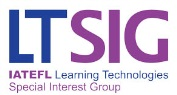 LTSIG
IATEFL Learning Technologies
Special Interest Group